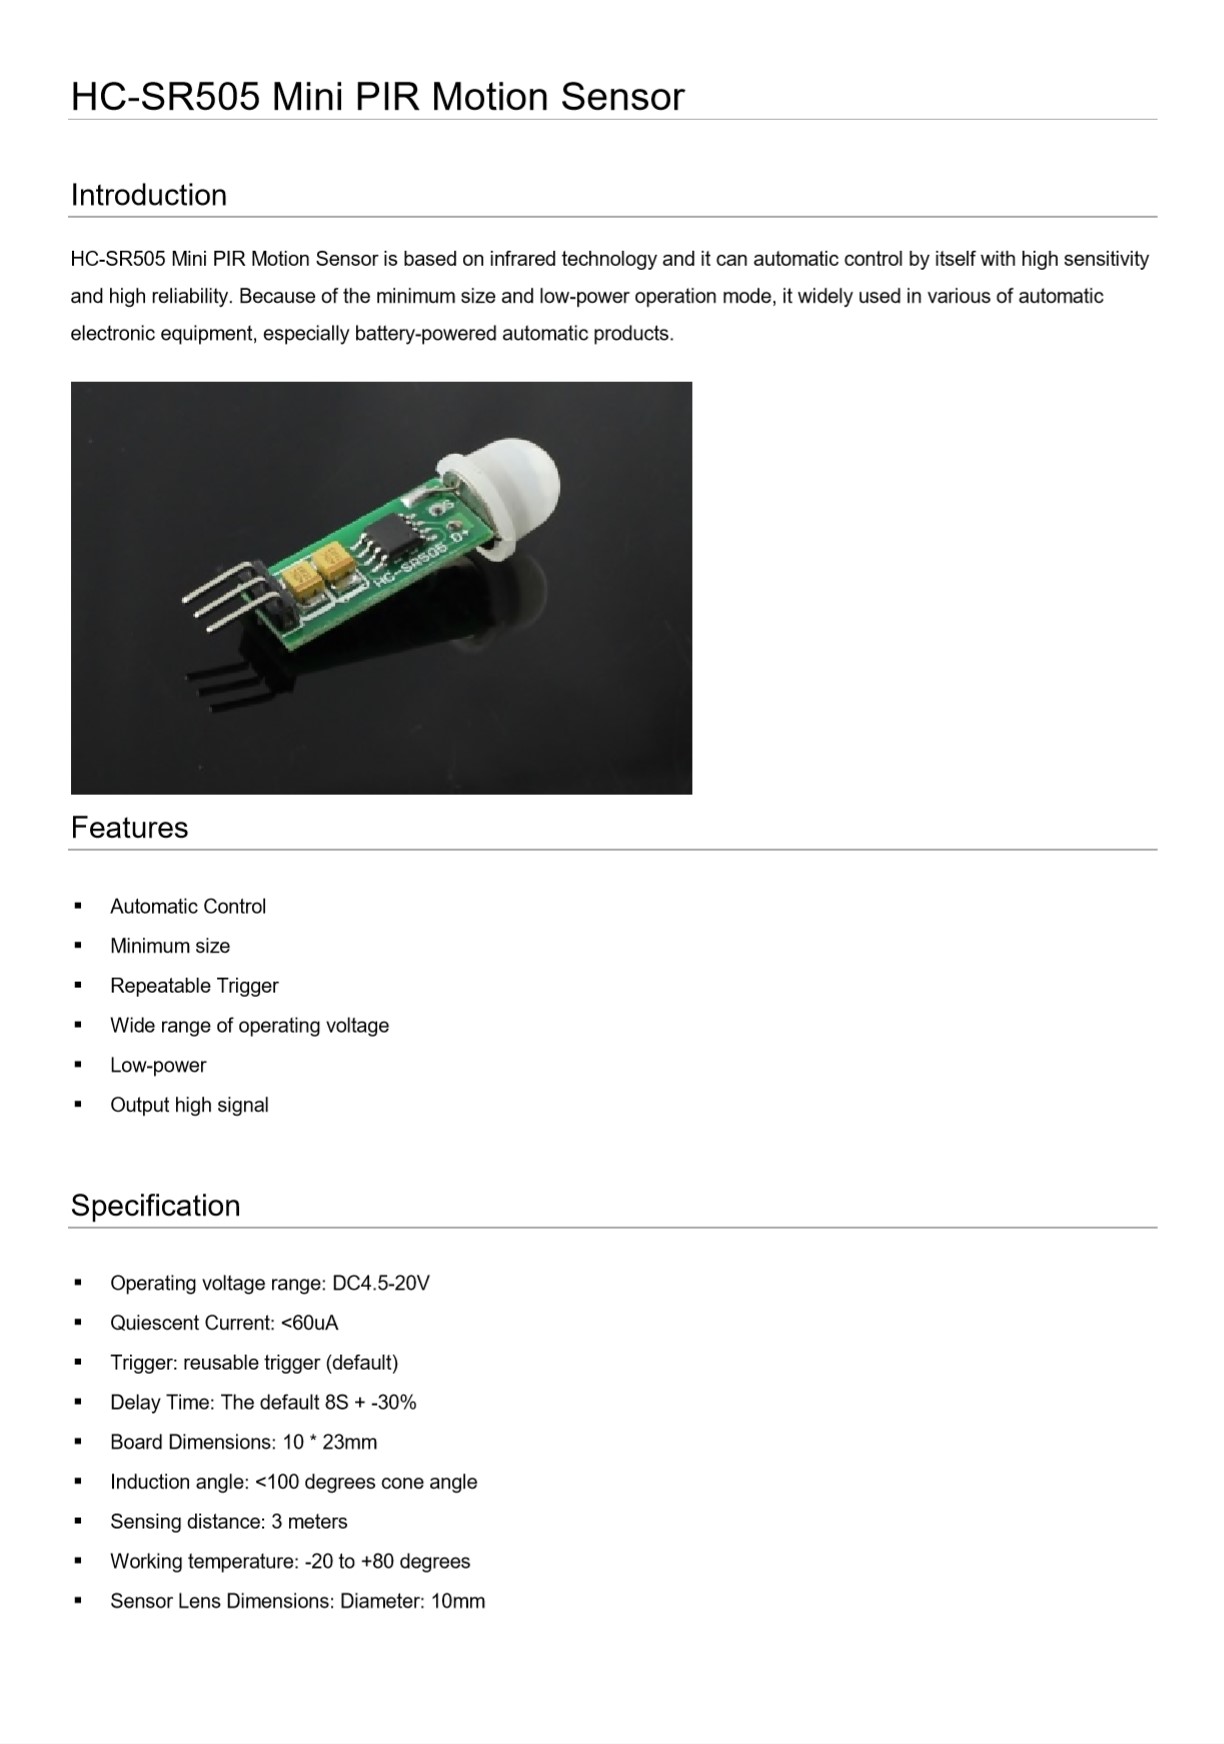 HC-SR505 Mini PIR Motion Sensor
Introduction
HC-SR505 Mini PIR Motion Sensor is based on infrared technology and it can automatic control by itself with high sensitivity
and high reliability. Because of the minimum size and low-power operation mode, it widely used in various of automatic
electronic equipment, especially battery-powered automatic products.
HC-SR505 D+
Features
▪ Automatic Control
▪ Minimum size
▪ Repeatable Trigger
▪ Wide range of operating voltage
▪ Low-power
▪ Output high signal
Specification
▪ Operating voltage range: DC4.5-20V
▪ Quiescent Current: <60uA
▪ Trigger: reusable trigger (default)
▪ Delay Time: The default 8S + -30%
▪ Board Dimensions: 10 * 23mm
▪ Induction angle: <100 degrees cone angle
▪ Sensing distance: 3 meters
▪ Working temperature: -20 to +80 degrees
▪ Sensor Lens Dimensions: Diameter: 10mm